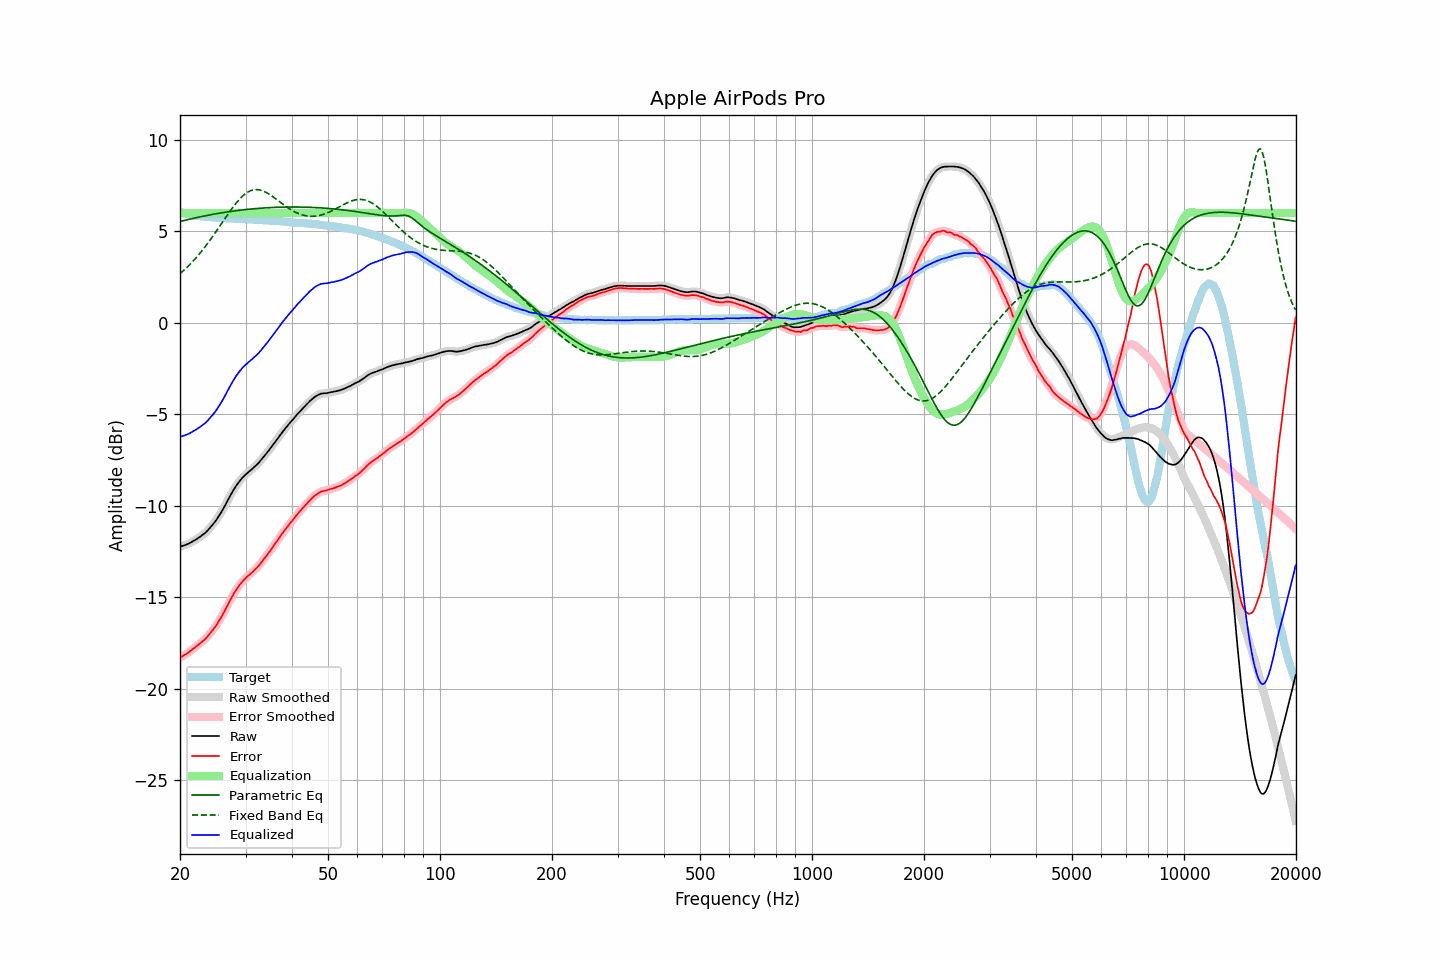 Apple AirPods Pro
Amplitude (dBr)
10
5
0
−5
−10
−15
−20
−25
Target
Raw Smoothed
Error Smoothed
Raw
Error
Equalization
Parametric Eq
Fixed Band Eq
Equalized
20 50 100 200 500 1000 2000 5000 10000 20000
Frequency (Hz)